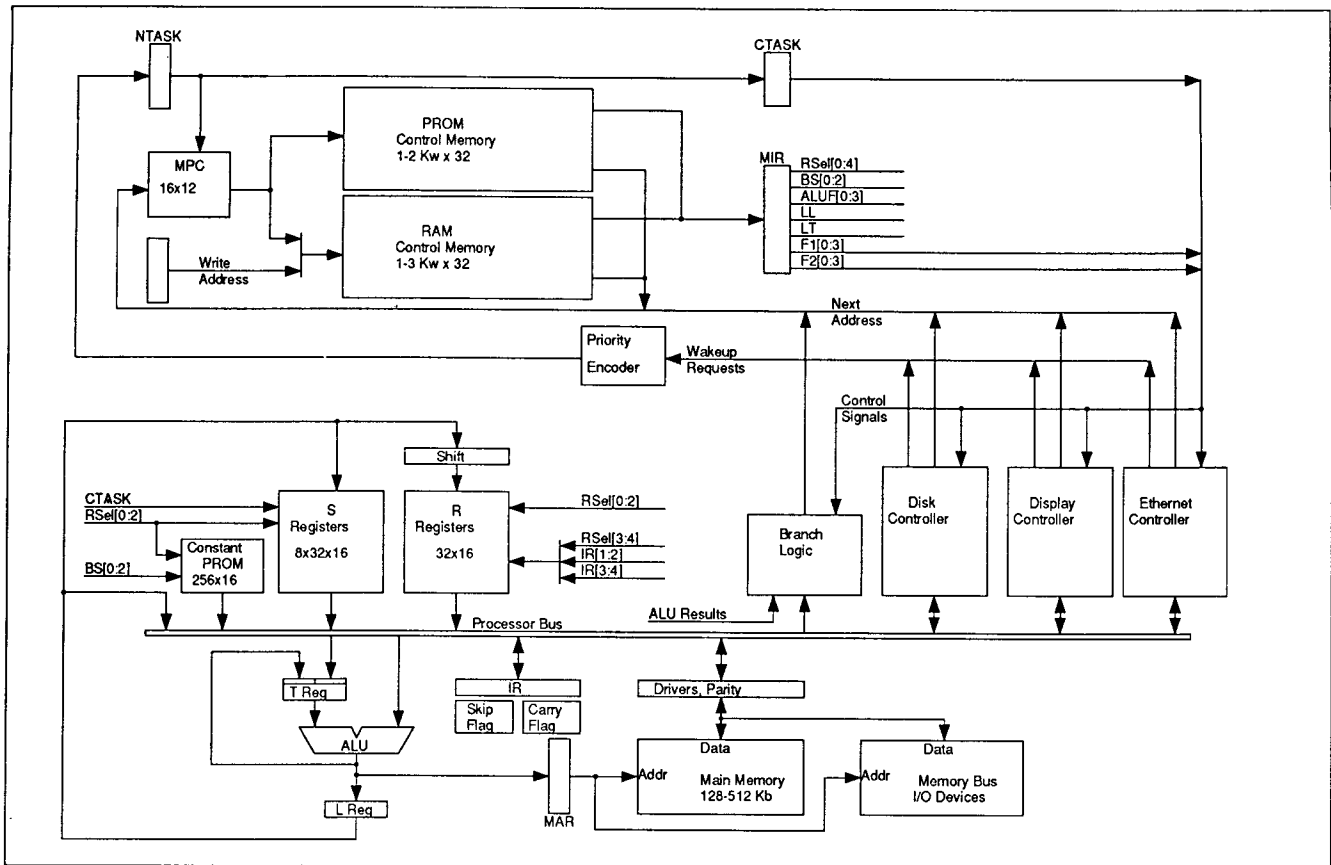 NTASK
CTASK
PROM
Control Memory
1-2 Kw x 32
MPC
16x12
MIR
RSel[0:4]
BS[0:2]
ALUF[0:3]
LL
LT
F1[0:3]
F2[0:3]
RAM
Control Memory
1-3 Kw x 32
Write
Address
Next
Address
Priority
Encoder
Wakeup
Requests
Control
Signals
Shift
CTASK
RSel[0:2]
S
Registers
8x32x16
R
Registers
32x16
RSel[0:2]
RSel[3:4]
IR[1:2]
IR[3:4]
Constant
PROM
256x16
BS[0:2]
Branch
Logic
Disk
Controller
Display
Controller
Ethernet
Controller
ALU Results
Processor Bus
T Reg
IR
Skip
Flag
Carry
Flag
Drivers, Parity
ALU
Data
Addr
Main Memory
128-512 Kb
Data
Addr
Memory Bus
I/O Devices
L Reg
MAR